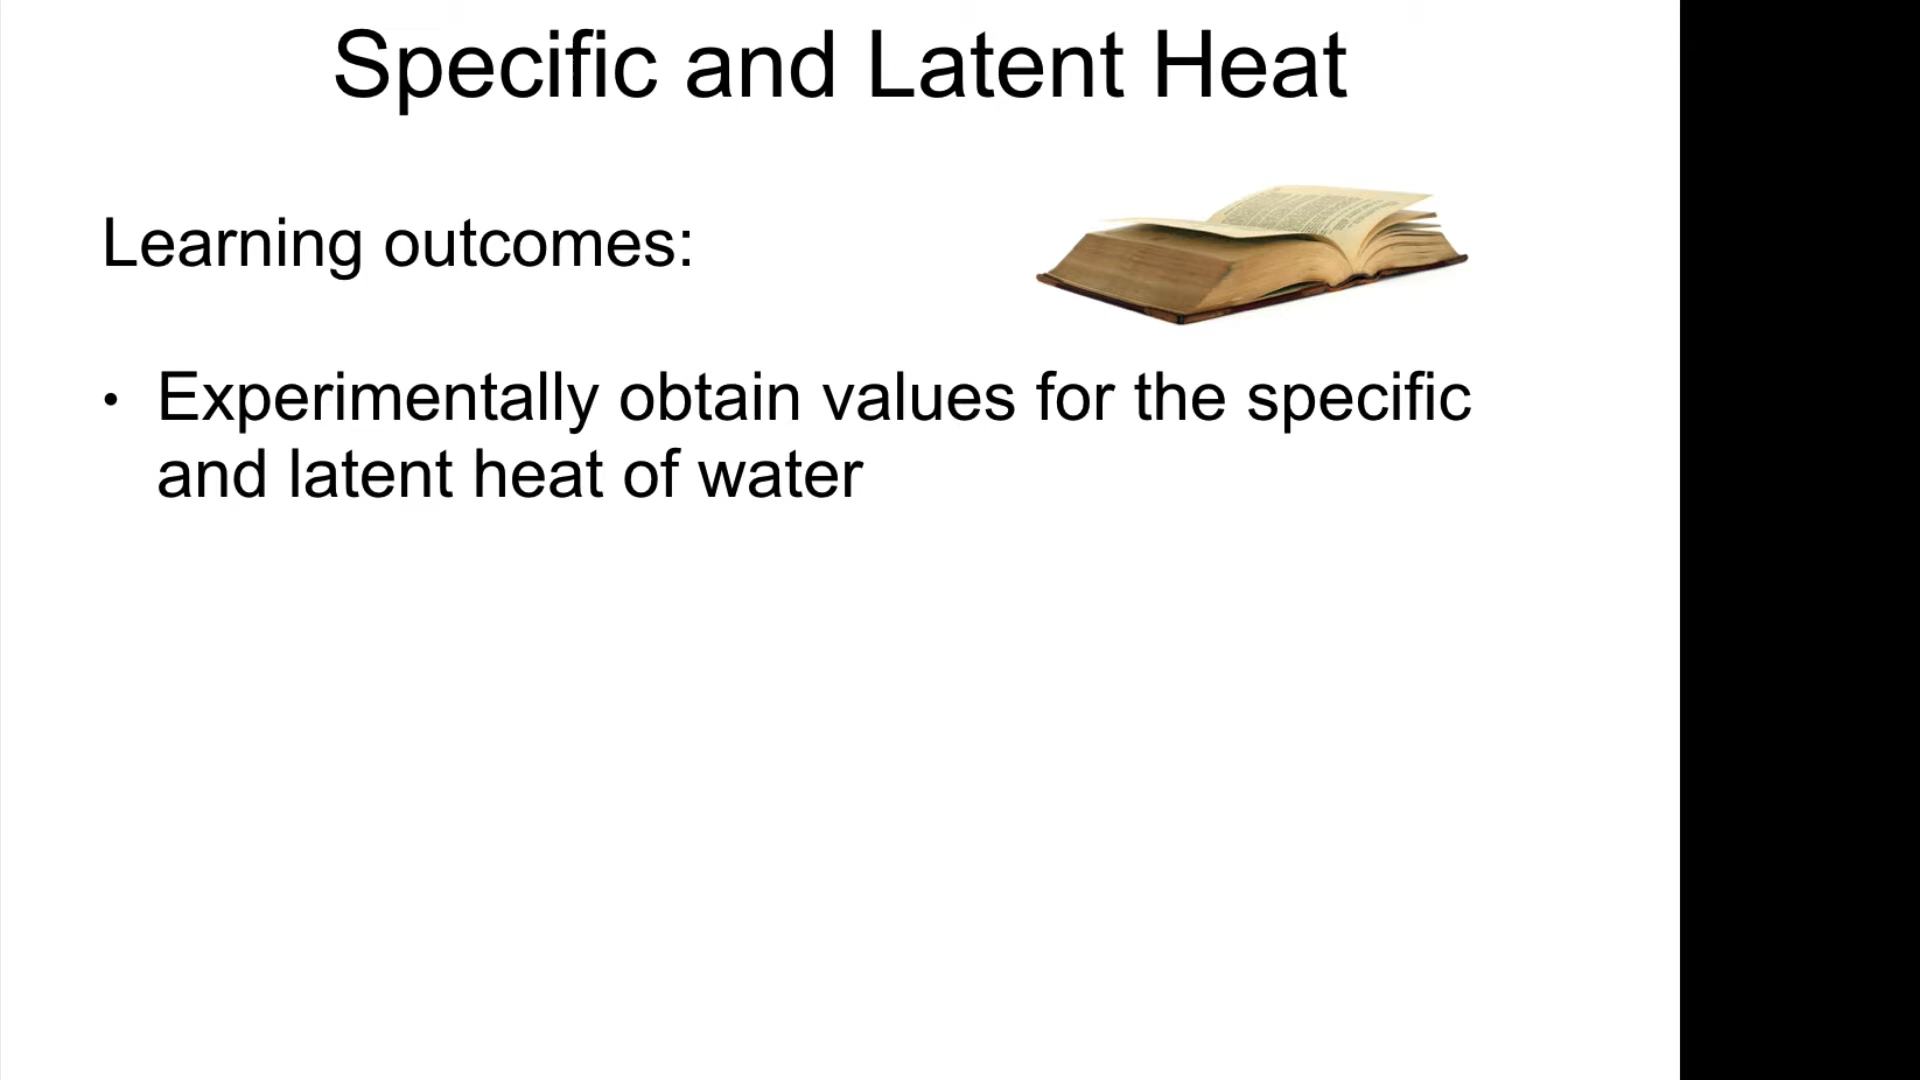 Specific and Latent Heat
Learning outcomes:
• Experimentally obtain values for the specific
and latent heat of water